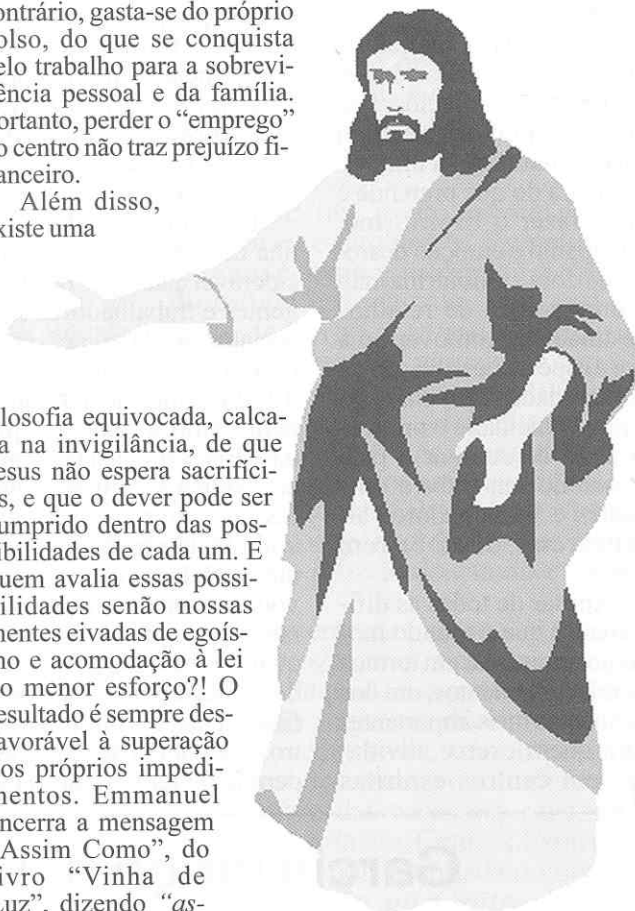 ontrário, gasta-se do próprio
olso, do que se conquista
elo trabalho para a sobrevi-
ência pessoal e da família.
ortanto, perder o “emprego”
o centro não traz prejuízo fi-
anceiro.
Além disso,
xiste uma
losofia equivocada, calca-
a na invigilância, de que
esus não espera sacrifíci-
s, e que o dever pode ser
umprido dentro das pos-
ibilidades de cada um. E
uem avalia essas possi-
ilidades senão nossas
nentes eivadas de egoís-
no e acomodação à lei
o menor esforço?! O
esultado é sempre des-
avorável à superação
os próprios impedi-
nentos. Emmanuel
ncerra a mensagem
Assim Como”, do
ivro “Vinha de
uz”, dizendo “as-